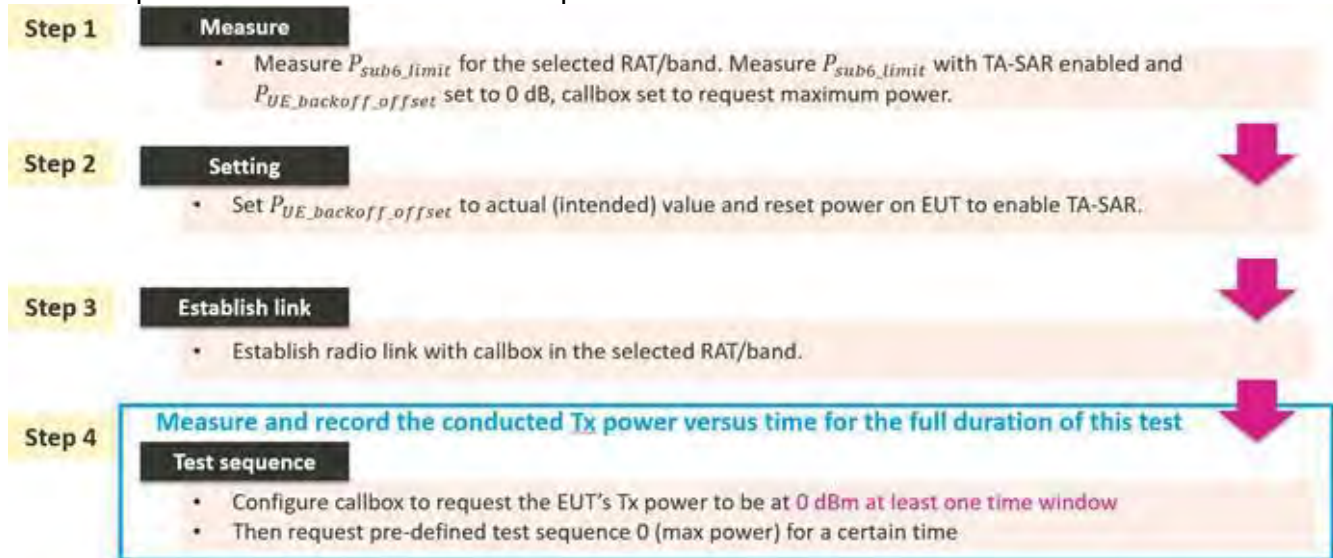 Step 1
Measure
• Measure P_sub6_limit for the selected RAT/band. Measure P_sub6_limit with TA-SAR enabled and
P_UE_backoff_offset set to 0 dB, callbox set to request maximum power.
Step 2
Setting
• Set P_UE_backoff_offset to actual (intended) value and reset power on EUT to enable TA-SAR.
Step 3
Establish link
• Establish radio link with callbox in the selected RAT/band.
Step 4
Measure and record the conducted Tx power versus time for the full duration of this test
Test sequence
• Configure callbox to request the EUT's Tx power to be at 0 dBm at least one time window
• Then request pre-defined test sequence 0 (max power) for a certain time